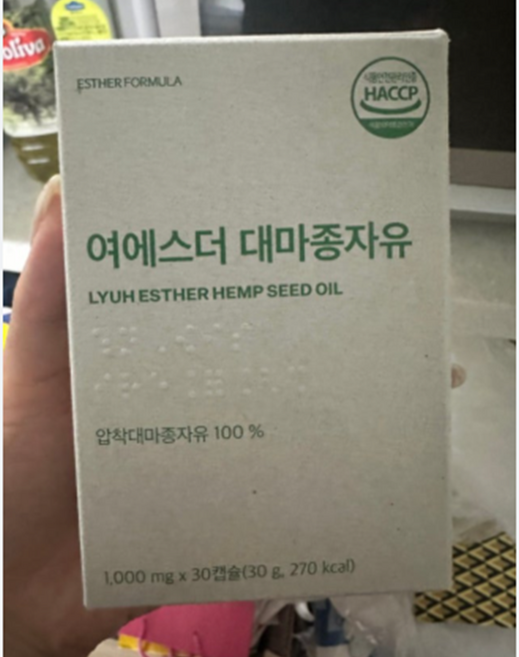 oliva
ESTHER FORMULA
HACCP
여에스더 대마종자유
LYUH ESTHER HEMP SEED OIL
압착대마종자유 100 %
1,000 mg x 30캡슐(30 g, 270 kcal)